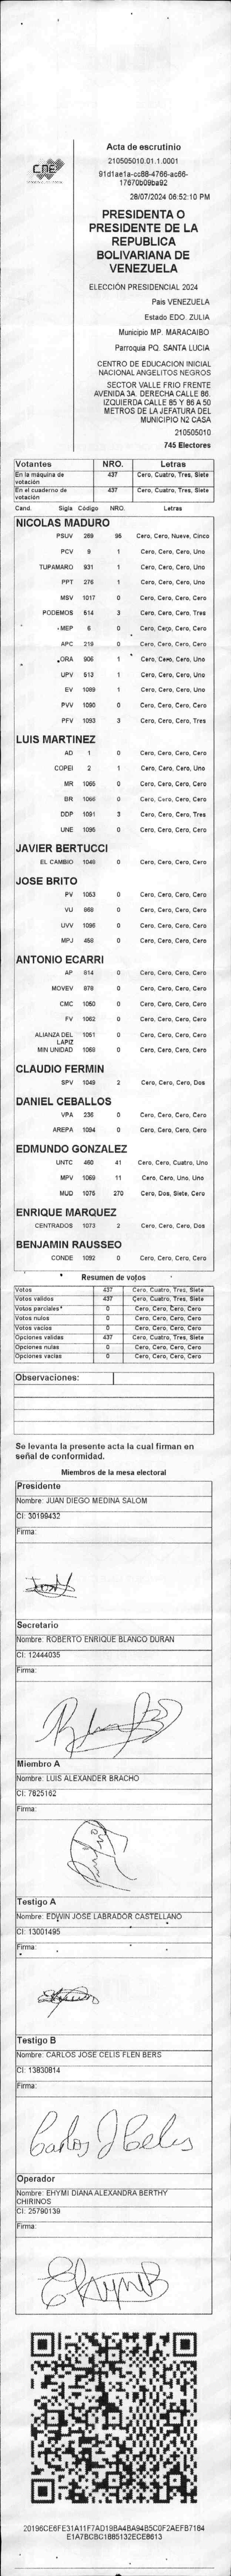 CNE
Acta de escrutinio
210505010.01.1.0001
91d1ae1a-cc88-4766-ac66-
17670b09ba92
28/07/2024 06:52:10 PM
PRESIDENTA O
PRESIDENTE DE LA
REPUBLICA
BOLIVARIANA DE
VENEZUELA
ELECCIÓN PRESIDENCIAL 2024
Pais VENEZUELA
Estado EDO. ZULIA
Municipio MP. MARACAIBO
Parroquia PQ. SANTA LUCIA
CENTRO DE EDUCACION INICIAL
NACIONAL ANGELITOS NEGROS
SECTOR VALLE FRIO FRENTE
AVENIDA 3A. DERECHA CALLE 86.
IZQUIERDA CALLE 85 Y 86 A 50
METROS DE LA JEFATURA DEL
MUNICIPIO N2 CASA
210505010
745 Electores
Votantes NRO. Letras
En la máquina de votación 437 Cero, Cuatro, Tres, Siete
En el cuaderno de votación 437 Cero, Cuatro, Tres, Siete
Cand. Sigla Código NRO. Letras
NICOLAS MADURO
PSUV 269 95 Cero, Cero, Nueve, Cinco
PCV 9 1 Cero, Cero, Cero, Uno
TUPAMARO 931 1 Cero, Cero, Cero, Uno
PPT 276 1 Cero, Cero, Cero, Uno
MSV 1017 0 Cero, Cero, Cero, Cero
PODEMOS 514 3 Cero, Cero, Cero, Tres
MEP 6 0 Cero, Cero, Cero, Cero
APC 219 0 Cero, Cero, Cero, Cero
ORA 906 1 Cero, Cero, Cero, Uno
UPV 513 1 Cero, Cero, Cero, Uno
EV 1089 1 Cero, Cero, Cero, Uno
PVV 1090 0 Cero, Cero, Cero, Cero
PFV 1093 3 Cero, Cero, Cero, Tres
LUIS MARTINEZ
AD 1 0 Cero, Cero, Cero, Cero
COPEI 2 1 Cero, Cero, Cero, Uno
MR 1065 0 Cero, Cero, Cero, Cero
BR 1066 0 Cero, Cero, Cero, Cero
DDP 1091 3 Cero, Cero, Cero, Tres
UNE 1095 0 Cero, Cero, Cero, Cero
JAVIER BERTUCCI
EL CAMBIO 1048 0 Cero, Cero, Cero, Cero
JOSE BRITO
PV 1053 0 Cero, Cero, Cero, Cero
VU 868 0 Cero, Cero, Cero, Cero
UVV 1096 0 Cero, Cero, Cero, Cero
MPJ 458 0 Cero, Cero, Cero, Cero
ANTONIO ECARRI
AP 814 0 Cero, Cero, Cero, Cero
MOVEV 978 0 Cero, Cero, Cero, Cero
CMC 1050 0 Cero, Cero, Cero, Cero
FV 1062 0 Cero, Cero, Cero, Cero
ALIANZA DEL LAPIZ 1051 0 Cero, Cero, Cero, Cero
MIN UNIDAD 1068 0 Cero, Cero, Cero, Cero
CLAUDIO FERMIN
SPV 1049 2 Cero, Cero, Cero, Dos
DANIEL CEBALLOS
VPA 236 0 Cero, Cero, Cero, Cero
AREPA 1094 0 Cero, Cero, Cero, Cero
EDMUNDO GONZALEZ
UNTC 460 41 Cero, Cero, Cuatro, Uno
MPV 1069 11 Cero, Cero, Uno, Uno
MUD 1075 270 Cero, Dos, Siete, Cero
ENRIQUE MARQUEZ
CENTRADOS 1073 2 Cero, Cero, Cero, Dos
BENJAMIN RAUSSEO
CONDE 1092 0 Cero, Cero, Cero, Cero
Resumen de votos
Votos 437 Cero, Cuatro, Tres, Siete
Votos validos 437 Cero, Cuatro, Tres, Siete
Votos parciales* 0 Cero, Cero, Cero, Cero
Votos nulos 0 Cero, Cero, Cero, Cero
Votos vacios 0 Cero, Cero, Cero, Cero
Opciones validas 437 Cero, Cuatro, Tres, Siete
Opciones nulas 0 Cero, Cero, Cero, Cero
Opciones vacias 0 Cero, Cero, Cero, Cero
Observaciones:
Se levanta la presente acta la cual firman en
señal de conformidad.
Miembros de la mesa electoral
Presidente
Nombre: JUAN DIEGO MEDINA SALOM
CI: 30199432
Firma:
Secretario
Nombre: ROBERTO ENRIQUE BLANCO DURAN
CI: 12444035
Firma:
Miembro A
Nombre: LUIS ALEXANDER BRACHO
CI: 7825162
Firma:
Testigo A
Nombre: EDWIN JOSE LABRADOR CASTELLANO
CI: 13001495
Firma:
Testigo B
Nombre: CARLOS JOSE CELIS FLEN BERS
CI: 13830814
Firma:
Carlos J Celis
Operador
Nombre: EHYMI DIANA ALEXANDRA BERTHY
CHIRINOS
CI: 25790139
Firma:
20196CE6FE31A11F7AD19BA4BA94B5C0F2AEFB7184
E1A7BCBC1885132ECE8613